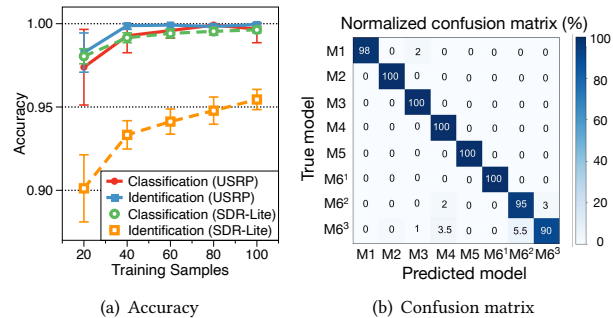 1.00
0.95
0.90
Accuracy
Classification (USRP)
Identification (USRP)
Classification (SDR-Lite)
Identification (SDR-Lite)
20 40 60 80 100
Training Samples
(a) Accuracy
Normalized confusion matrix (%)
M1 98 0 2 0 0 0 0 0
M2 0 100 0 0 0 0 0 0
M3 0 0 100 0 0 0 0 0
M4 0 0 0 100 0 0 0 0
M5 0 0 0 0 100 0 0 0
M6¹ 0 0 0 0 0 100 0 0
M6² 0 0 0 2 0 0 95 3
M6³ 0 0 1 3.5 0 0 5.5 90
M1 M2 M3 M4 M5 M6¹ M6² M6³
True model
Predicted model
100
80
60
40
20
0
(b) Confusion matrix